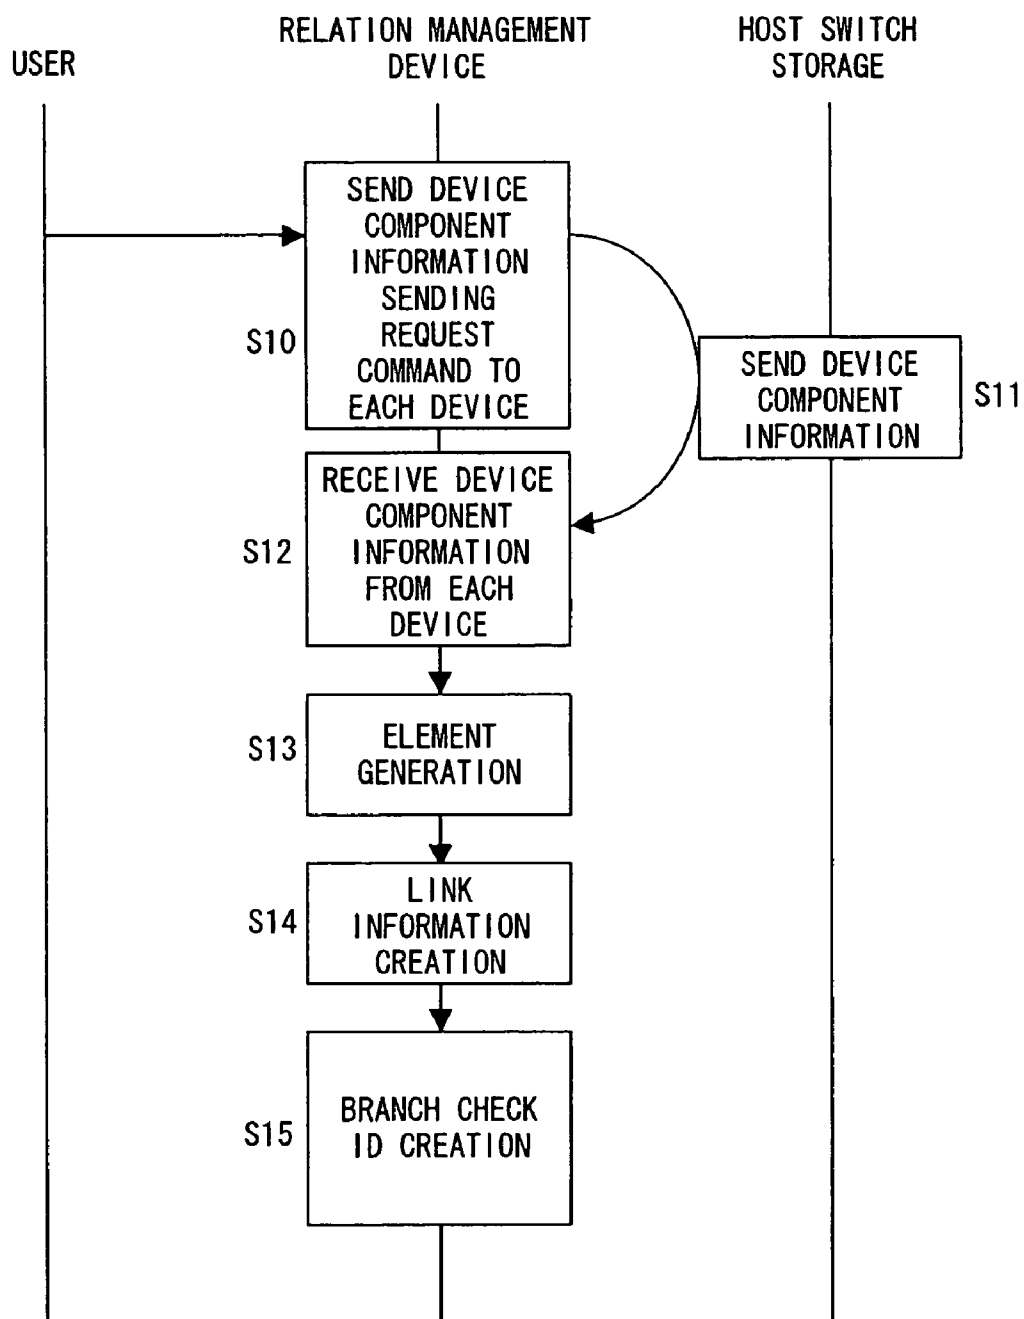 USER
RELATION MANAGEMENT
DEVICE
HOST SWITCH
STORAGE
SEND DEVICE
COMPONENT
INFORMATION
SENDING
REQUEST
COMMAND TO
EACH DEVICE
S10
SEND DEVICE
COMPONENT
INFORMATION
S11
RECEIVE DEVICE
COMPONENT
INFORMATION
FROM EACH
DEVICE
S12
ELEMENT
GENERATION
S13
LINK
INFORMATION
CREATION
S14
BRANCH CHECK
ID CREATION
S15